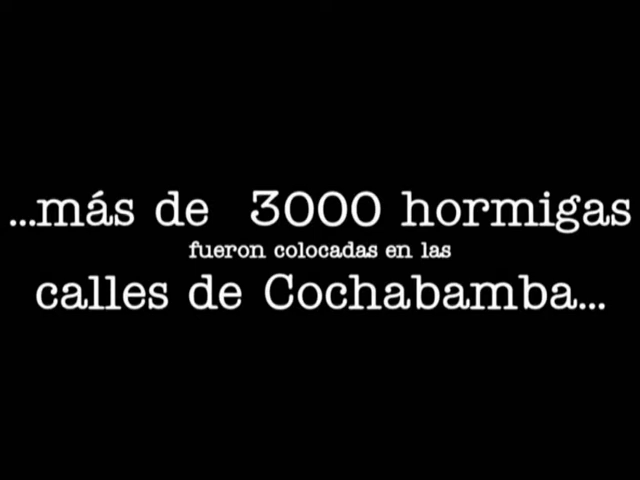 ...más de 3000 hormigas
fueron colocadas en las
calles de Cochabamba...